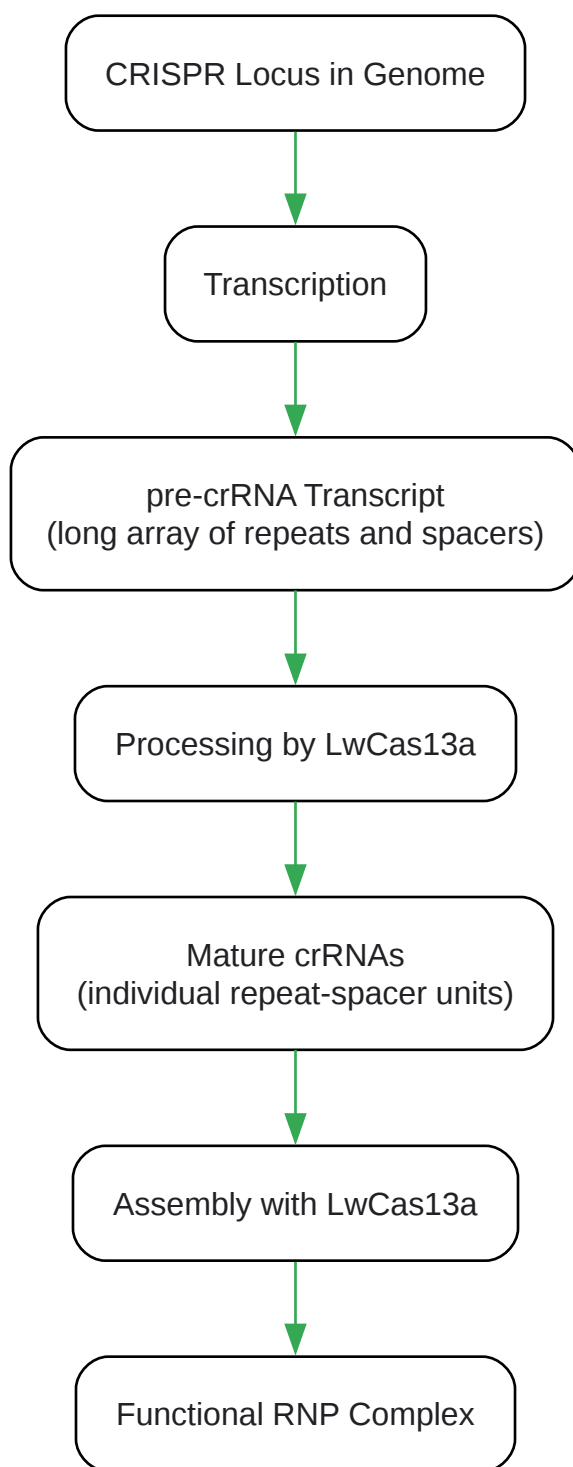 CRISPR Locus in Genome
Transcription
pre-crRNA Transcript
(long array of repeats and spacers)
Processing by LwCas13a
Mature crRNAs
(individual repeat-spacer units)
Assembly with LwCas13a
Functional RNP Complex